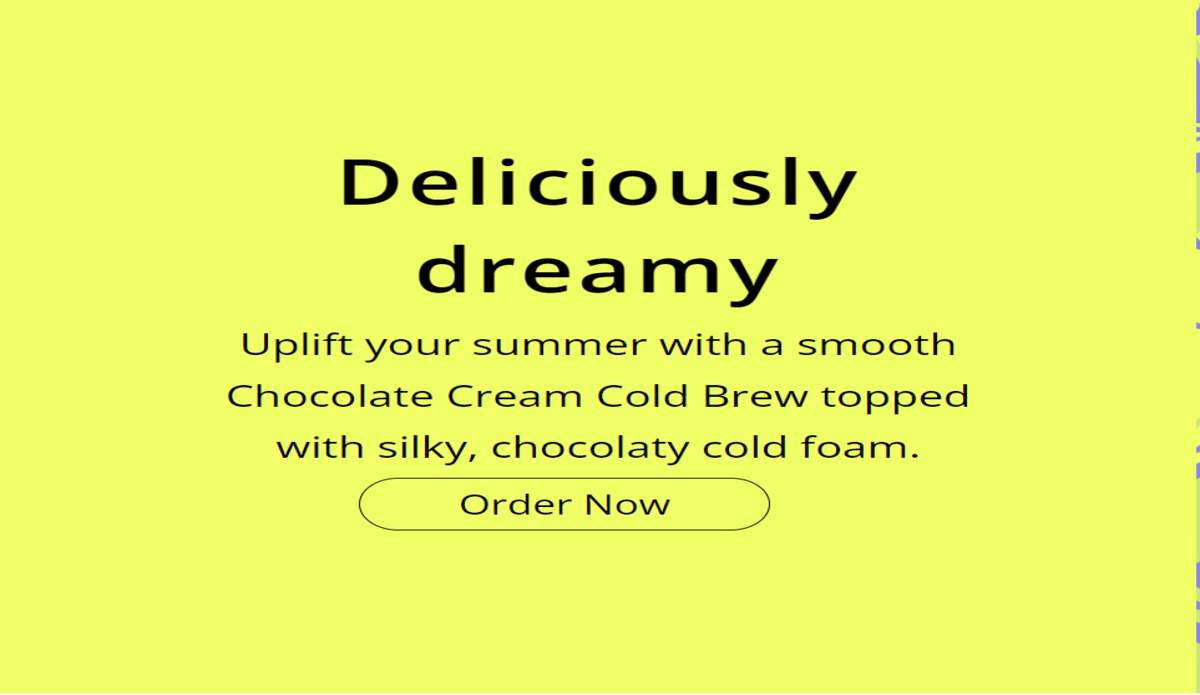 Deliciously
dreamy
Uplift your summer with a smooth
Chocolate Cream Cold Brew topped
with silky, chocolaty cold foam.
Order Now